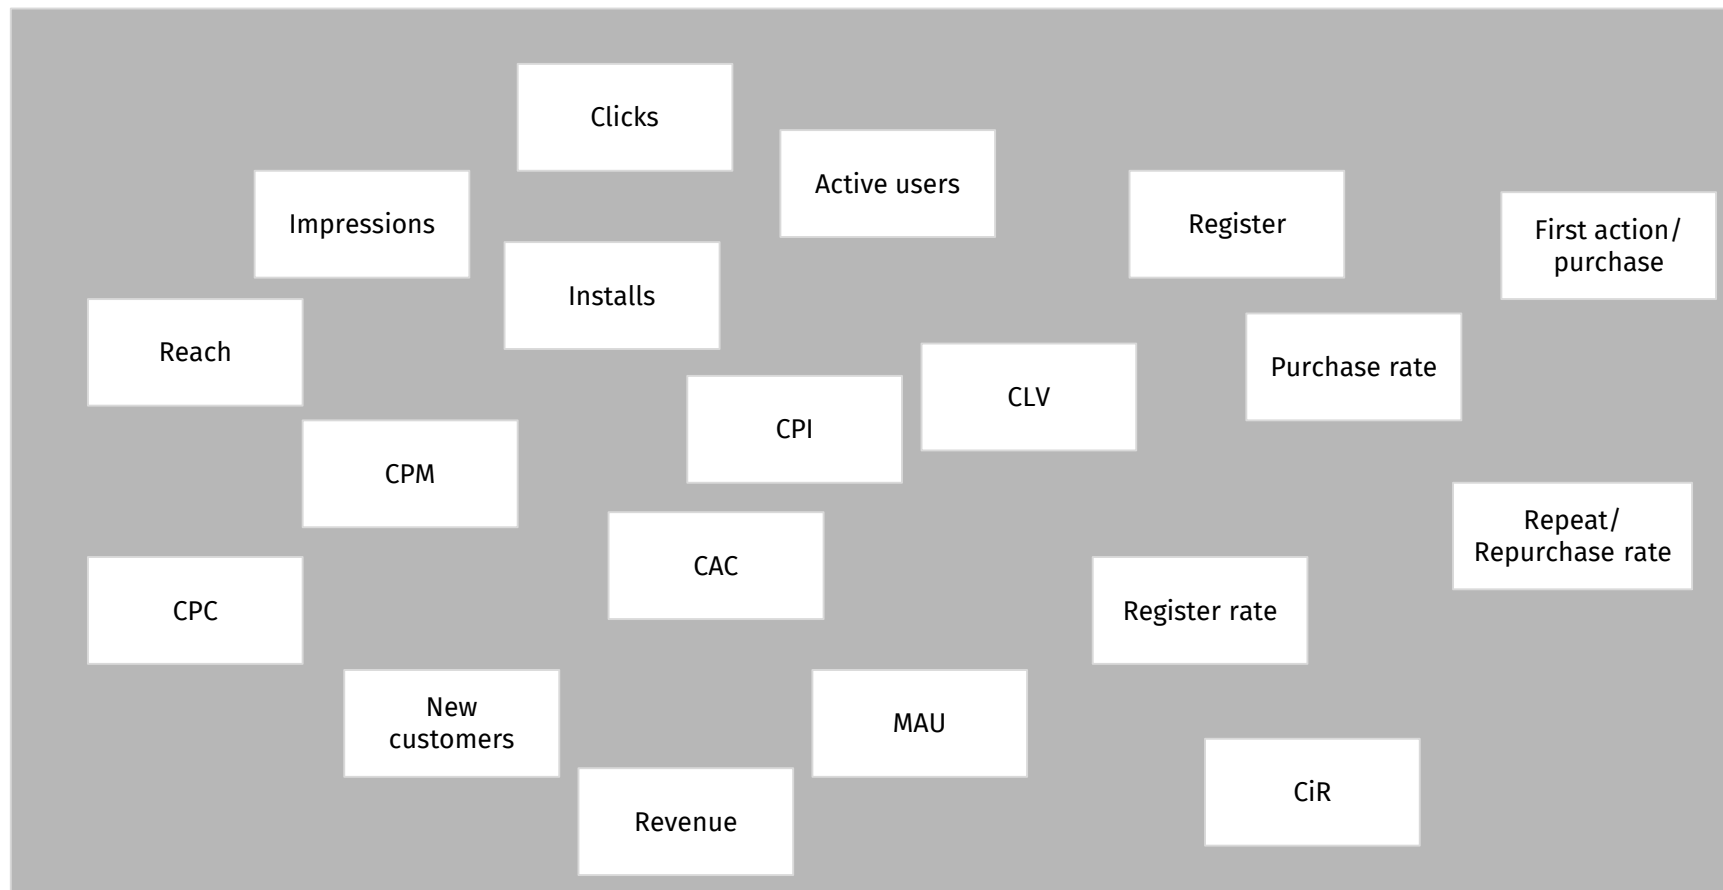 Clicks
Active users
Impressions
Register
First action/
purchase
Installs
Reach
Purchase rate
CLV
CPI
CPM
Repeat/
Repurchase rate
CAC
CPC
Register rate
New
customers
MAU
CiR
Revenue